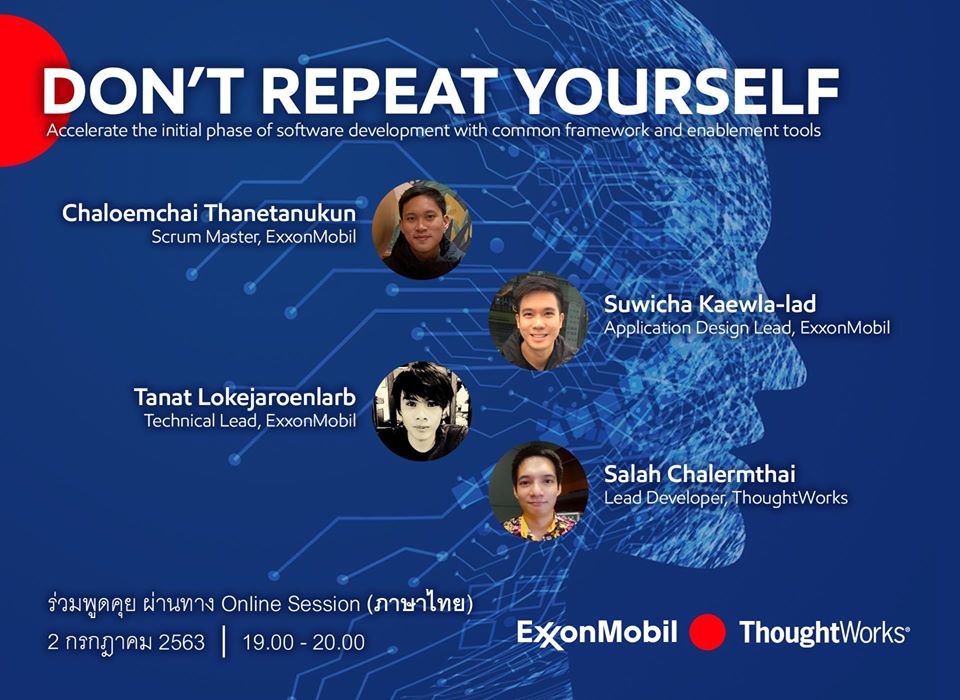 DON'T REPEAT YOURSELF
Accelerate the initial phase of software development with common framework and enablement tools
Chaloemchai Thanetanukun
Scrum Master, ExxonMobil
Suwicha Kaewla-Iad
Application Design Lead, ExxonMobil
Tanat Lokejaroenlarb
Technical Lead, ExxonMobil
Salah Chalermthai
Lead Developer, ThoughtWorks
ร่วมพูดคุย ผ่านทาง Online Session (ภาษาไทย)
2 กรกฎาคม 2563 | 19.00 - 20.00
ExxonMobil
ThoughtWorks®